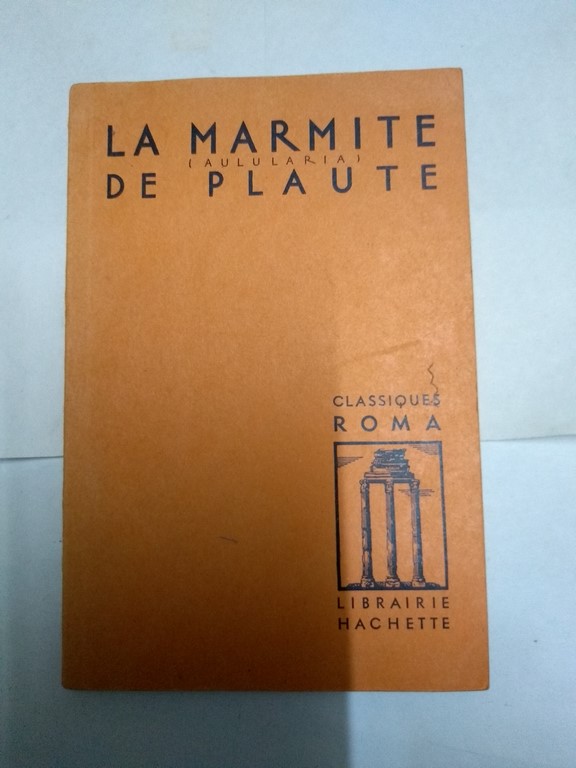 LA MARMITE
(AULULARIA)
DE PLAUTE
CLASSIQUES
ROMA
LIBRAIRIE
HACHETTE